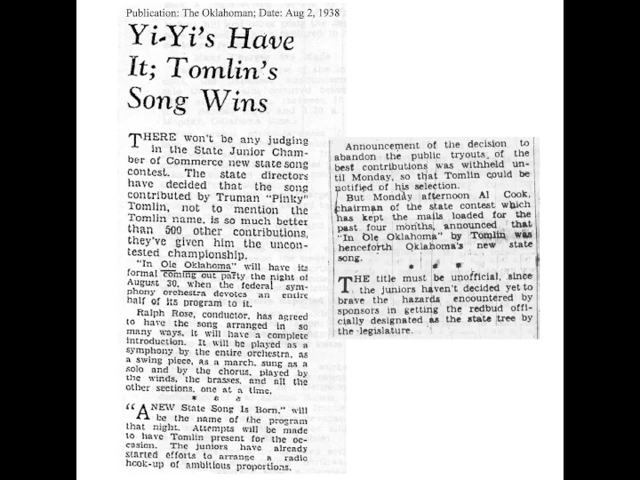 Publication: The Oklahoman; Date: Aug 2, 1938
Yi-Yi's Have
It; Tomlin's
Song Wins
THERE won't be any judging
in the State Junior Cham-
ber of Commerce new state song
contest. The state directors
have decided that the song
contributed by Truman "Pinky"
Tomlin, not to mention the
Tomlin name, is so much better
than 500 other contributions,
they've given him the uncon-
tested championship.
"In Ole Oklahoma" will have its
formal coming out party the night of
August 30, when the federal sym-
phony orchestra devotes an entire
half of its program to it.
Ralph Rose, conductor, has agreed
to have the song arranged in so
many ways, it will have a complete
introduction. It will be played as a
symphony by the entire orchestra, as
a swing piece, as a march, sung as a
solo and by the chorus, played by
the winds, the brasses, and all the
other sections, one at a time.
* * *
"A NEW State Song Is Born," will
be the name of the program
that night. Attempts will be made
to have Tomlin present for the oc-
casion. The juniors have already
started efforts to arrange a radio
hook-up of ambitious proportions.
Announcement of the decision to
abandon the public tryouts of the
best contributions was withheld un-
til Monday, so that Tomlin could be
notified of his selection.
But Monday afternoon Al Cook,
chairman of the state contest which
has kept the mails loaded for the
past four months, announced that
"In Ole Oklahoma" by Tomlin was
henceforth Oklahoma's new state
song.
* * *
THE title must be unofficial, since
the juniors haven't decided yet to
brave the hazards encountered by
sponsors in getting the redbud offi-
cially designated as the state tree by
the legislature.